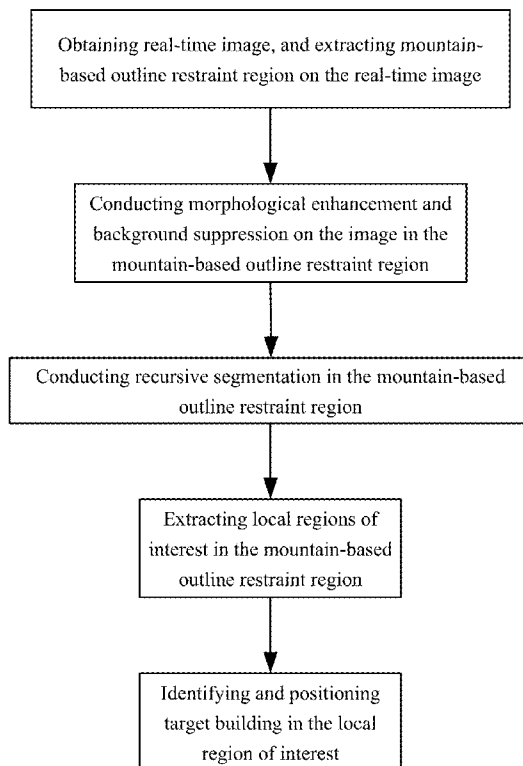 Obtaining real-time image, and extracting mountain-
based outline restraint region on the real-time image
Conducting morphological enhancement and
background suppression on the image in the
mountain-based outline restraint region
Conducting recursive segmentation in the mountain-based
outline restraint region
Extracting local regions of
interest in the mountain-based
outline restraint region
Identifying and positioning
target building in the local
region of interest